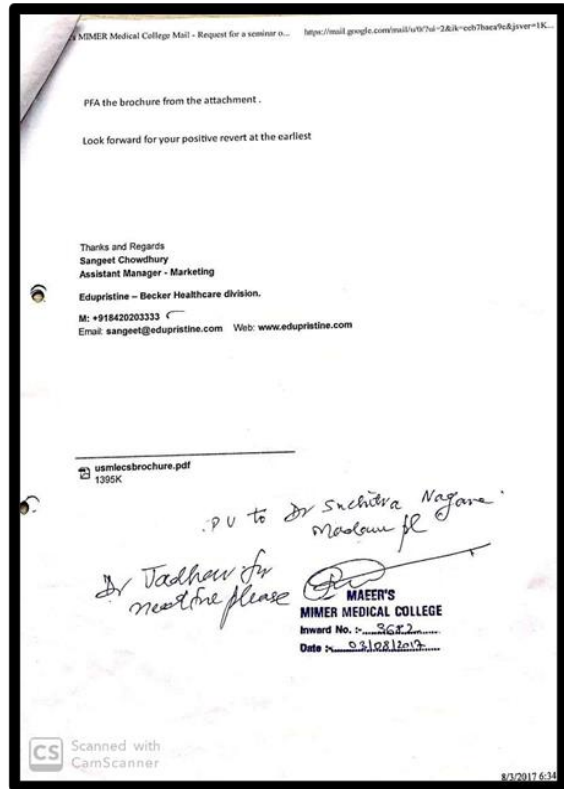 MIMER Medical College Mail - Request for a seminar o...
https://mail.google.com/mail/u/0/?ui=2&ik=eeb7baea9c&jsver=1K...
PFA the brochure from the attachment .
Look forward for your positive revert at the earliest
Thanks and Regards
Sangeet Chowdhury
Assistant Manager - Marketing
Edupristine – Becker Healthcare division.
M: +918420203333
Email: sangeet@edupristine.com Web: www.edupristine.com
usmlecsbrochure.pdf
1395K
to Dr Suchitra Nagare
Madam pl
Dr Jadhav for
please
MAEER'S
MIMER MEDICAL COLLEGE
Inward No. :- 3682
Date :- 03/08/2017
CS Scanned with
CamScanner
8/3/2017 6:34